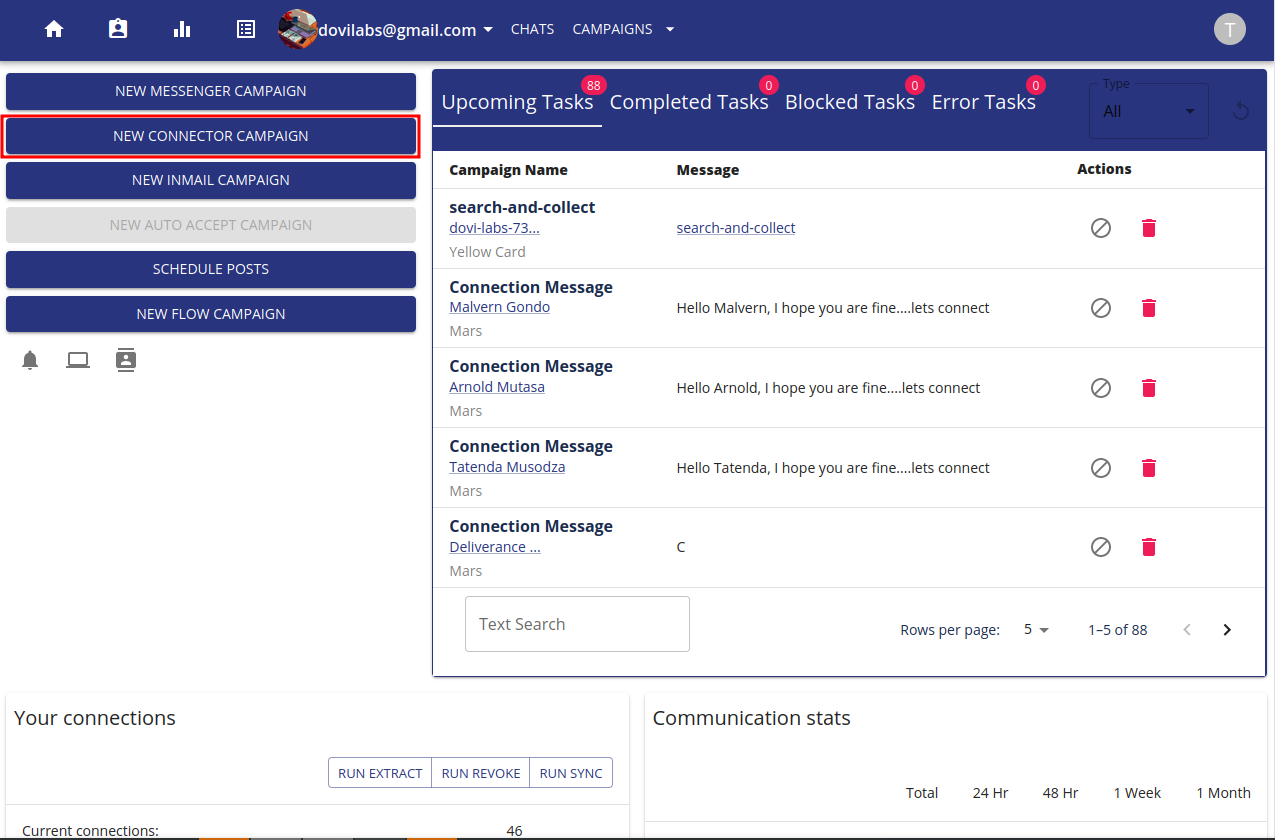 dovilabs@gmail.com CHATS CAMPAIGNS T
NEW MESSENGER CAMPAIGN
NEW CONNECTOR CAMPAIGN
NEW INMAIL CAMPAIGN
NEW AUTO ACCEPT CAMPAIGN
SCHEDULE POSTS
NEW FLOW CAMPAIGN
Upcoming Tasks 88 Completed Tasks 0 Blocked Tasks 0 Error Tasks 0
Type
All
Campaign Name Message Actions
search-and-collect
dovi-labs-73... search-and-collect
Yellow Card
Connection Message
Malvern Gondo Hello Malvern, I hope you are fine....lets connect
Mars
Connection Message
Arnold Mutasa Hello Arnold, I hope you are fine....lets connect
Mars
Connection Message
Tatenda Musodza Hello Tatenda, I hope you are fine....lets connect
Mars
Connection Message
Deliverance ... C
Mars
Text Search Rows per page: 5 1–5 of 88
Your connections
RUN EXTRACT RUN REVOKE RUN SYNC
Current connections: 46
Communication stats
Total 24 Hr 48 Hr 1 Week 1 Month